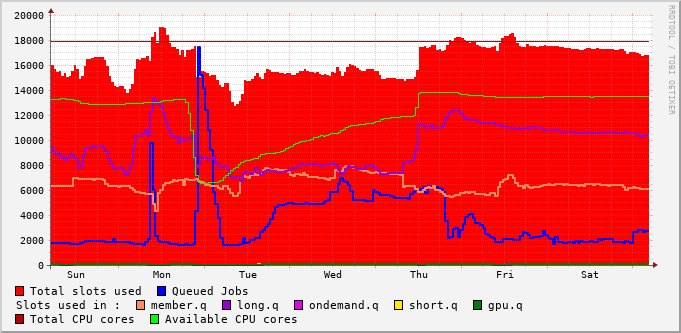 20000
18000
16000
14000
12000
10000
8000
6000
4000
2000
0
Sun Mon Tue Wed Thu Fri Sat
RRDTOOL / TOBI OETIKER
Total slots used Queued Jobs
Slots used in : member.q long.q ondemand.q short.q gpu.q
Total CPU cores Available CPU cores